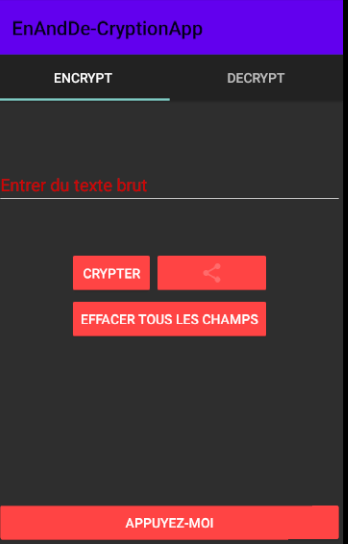 EnAndDe-CryptionApp
ENCRYPT DECRYPT
Entrer du texte brut
CRYPTER
EFFACER TOUS LES CHAMPS
APPUYEZ-MOI